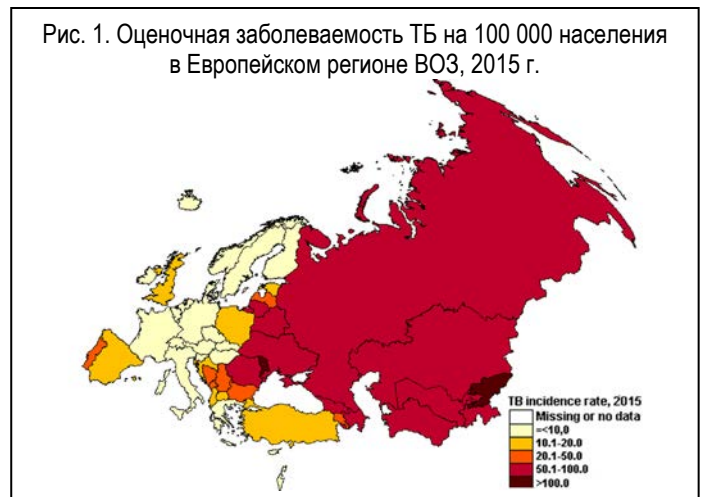 Рис. 1. Оценочная заболеваемость ТБ на 100 000 населения
в Европейском регионе ВОЗ, 2015 г.
TB incidence rate, 2015
Missing or no data
=<10,0
10.1-20.0
20.1-50.0
50.1-100.0
>100.0